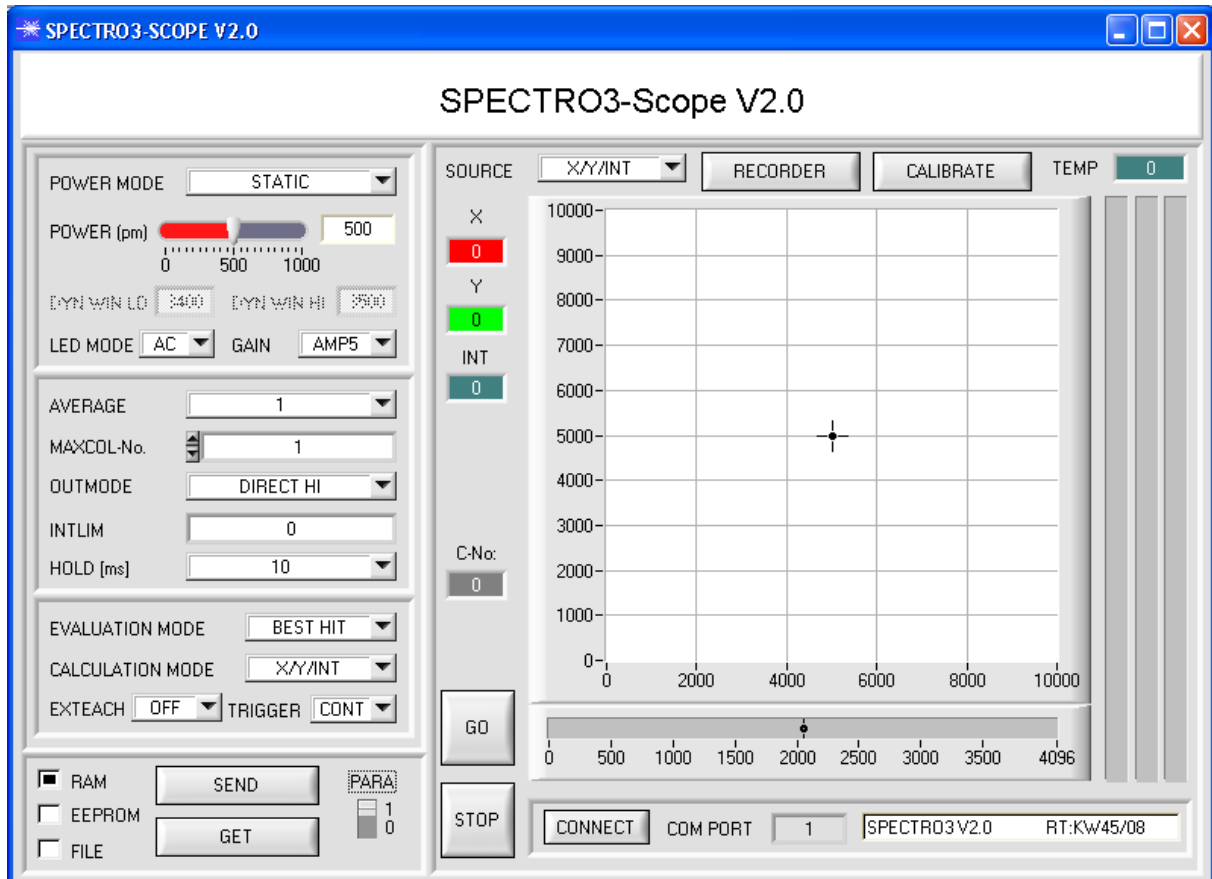 SPECTRO3-SCOPE V2.0
SPECTRO3-Scope V2.0
POWER MODE STATIC
POWER (pm) 500
0 500 1000
DYN WIN LO 3400 DYN WIN HI 3500
LED MODE AC GAIN AMP5
AVERAGE 1
MAXCOL-No. 1
OUTMODE DIRECT HI
INTLIM 0
HOLD [ms] 10
EVALUATION MODE BEST HIT
CALCULATION MODE X/Y/INT
EXTEACH OFF TRIGGER CONT
RAM
EEPROM
FILE
SEND
GET
PARA
1
0
SOURCE X/Y/INT RECORDER CALIBRATE TEMP 0
X
0
Y
0
INT
0
C-No:
0
GO
STOP
10000
9000
8000
7000
6000
5000
4000
3000
2000
1000
0
0 2000 4000 6000 8000 10000
0 500 1000 1500 2000 2500 3000 3500 4096
CONNECT COM PORT 1 SPECTRO3 V2.0 RT:KW45/08